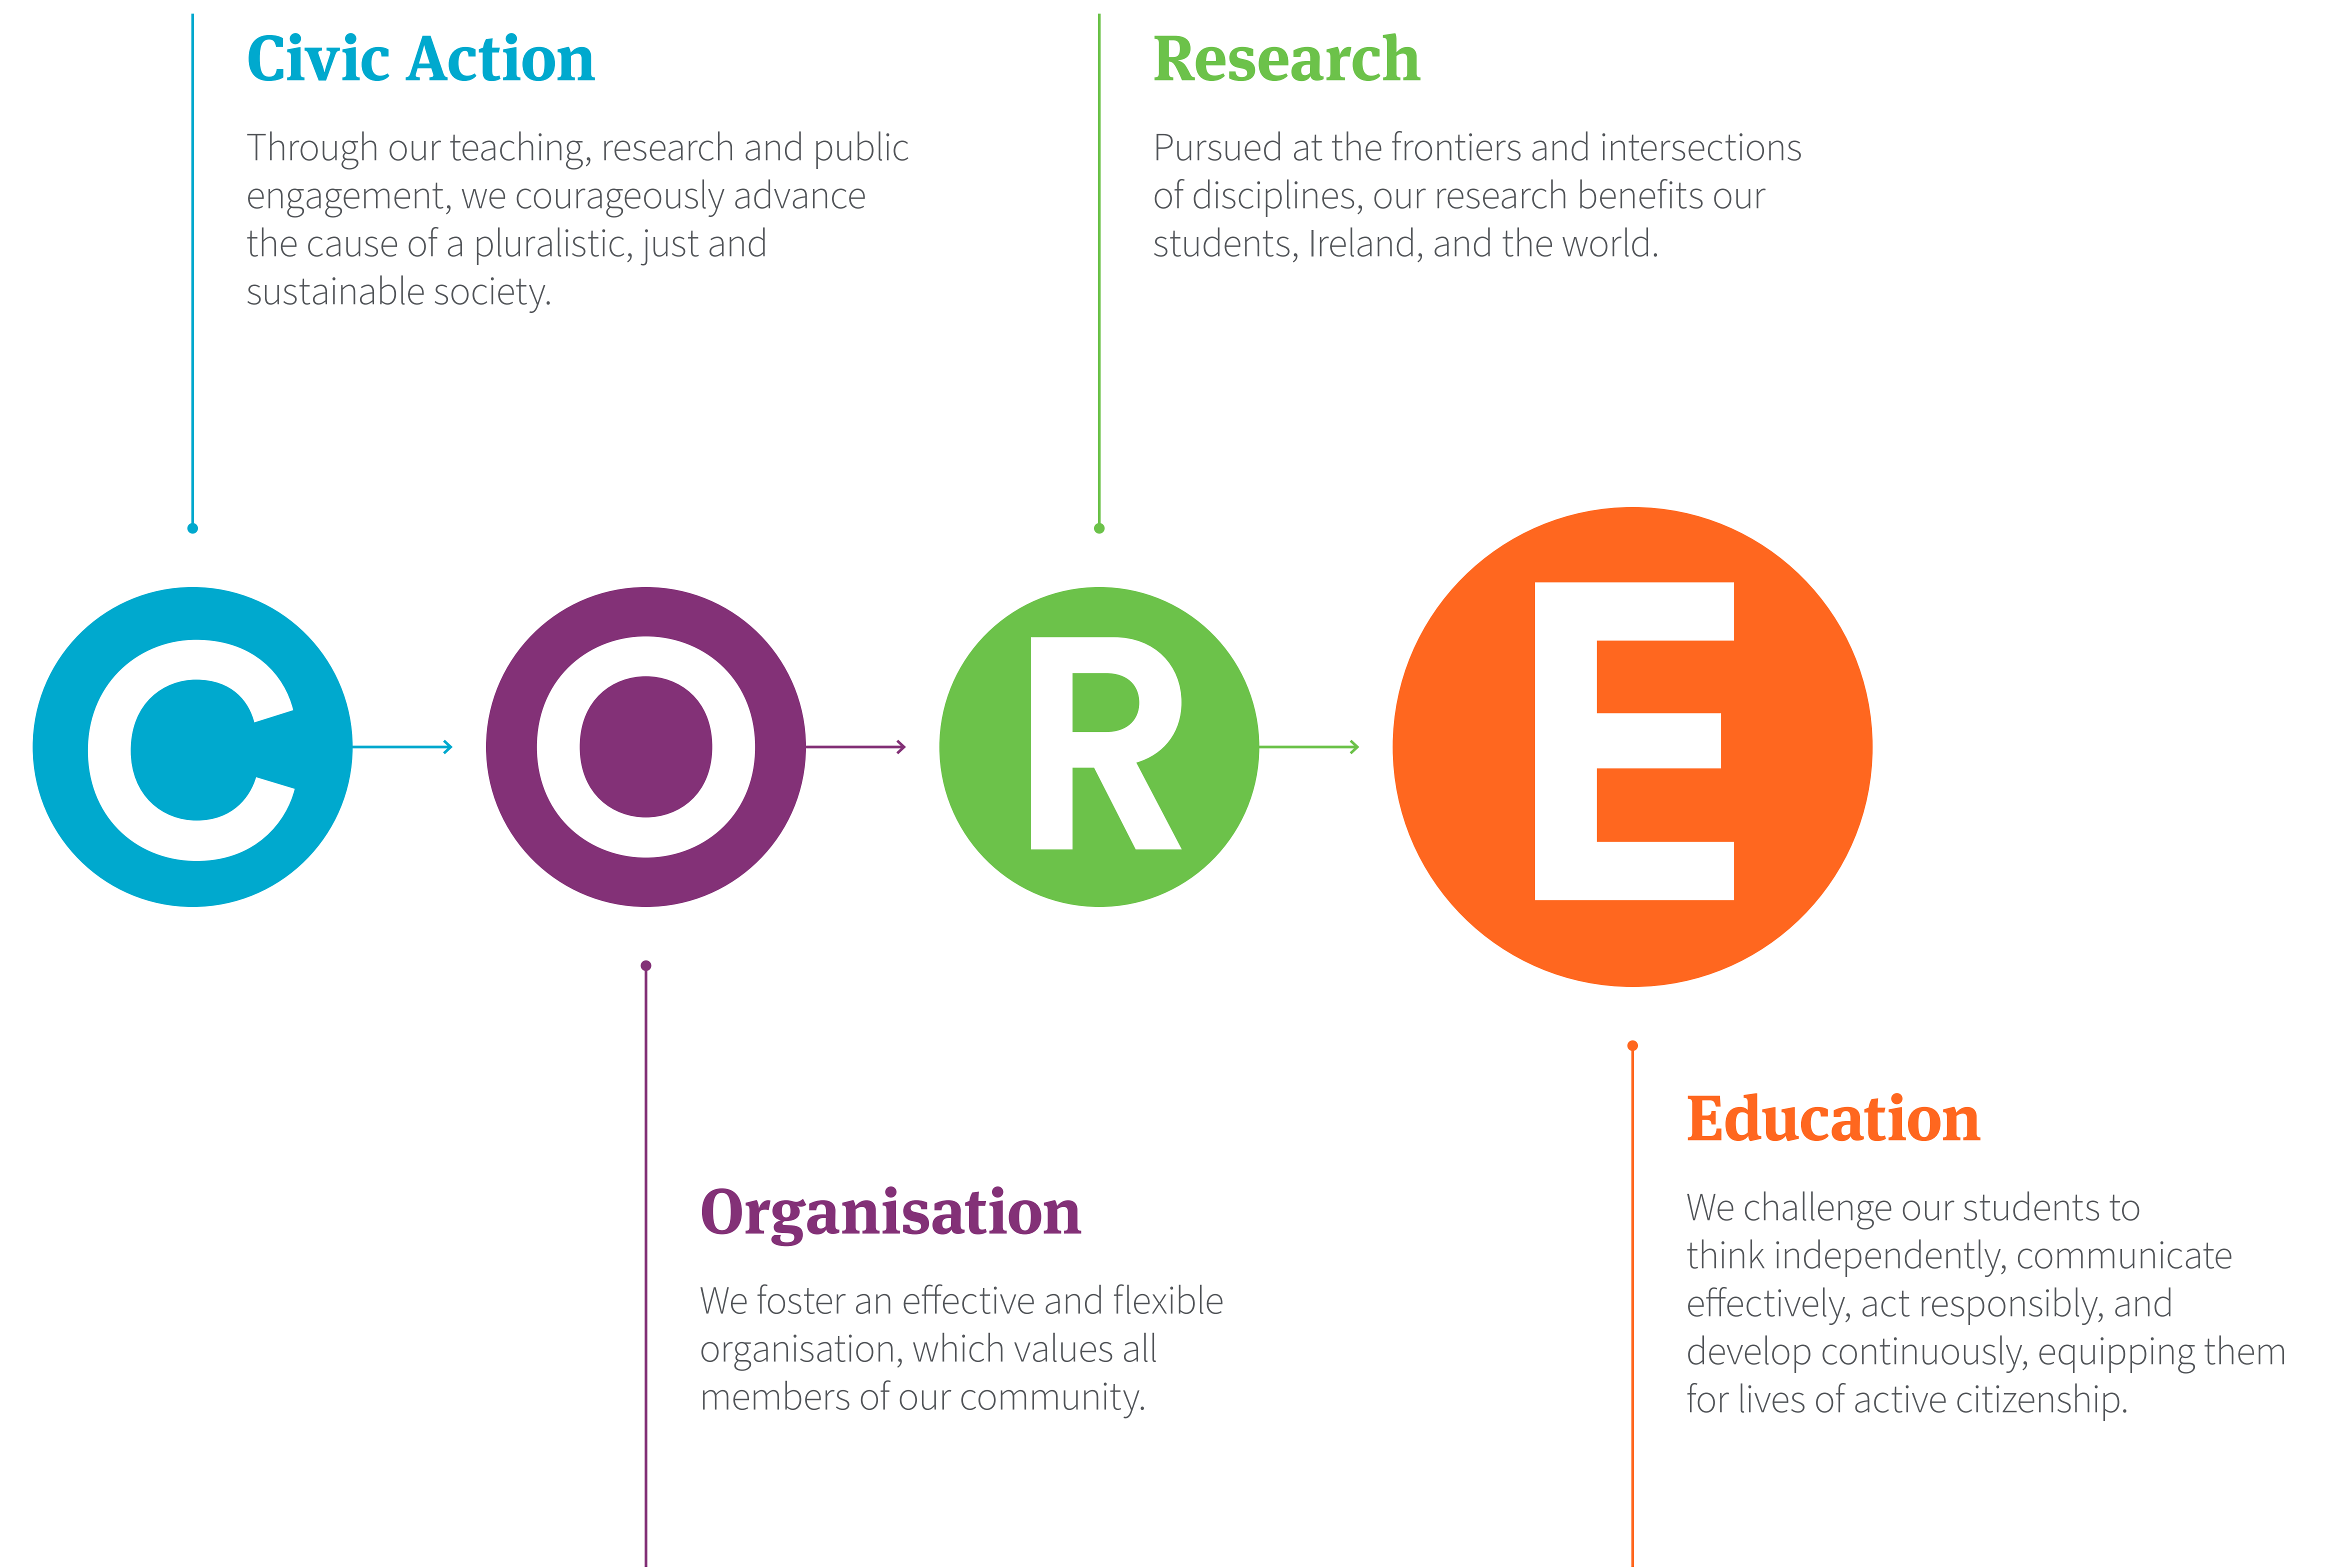 Civic Action
Through our teaching, research and public
engagement, we courageously advance
the cause of a pluralistic, just and
sustainable society.
Research
Pursued at the frontiers and intersections
of disciplines, our research benefits our
students, Ireland, and the world.
C
O
R
E
Organisation
We foster an effective and flexible
organisation, which values all
members of our community.
Education
We challenge our students to
think independently, communicate
effectively, act responsibly, and
develop continuously, equipping them
for lives of active citizenship.